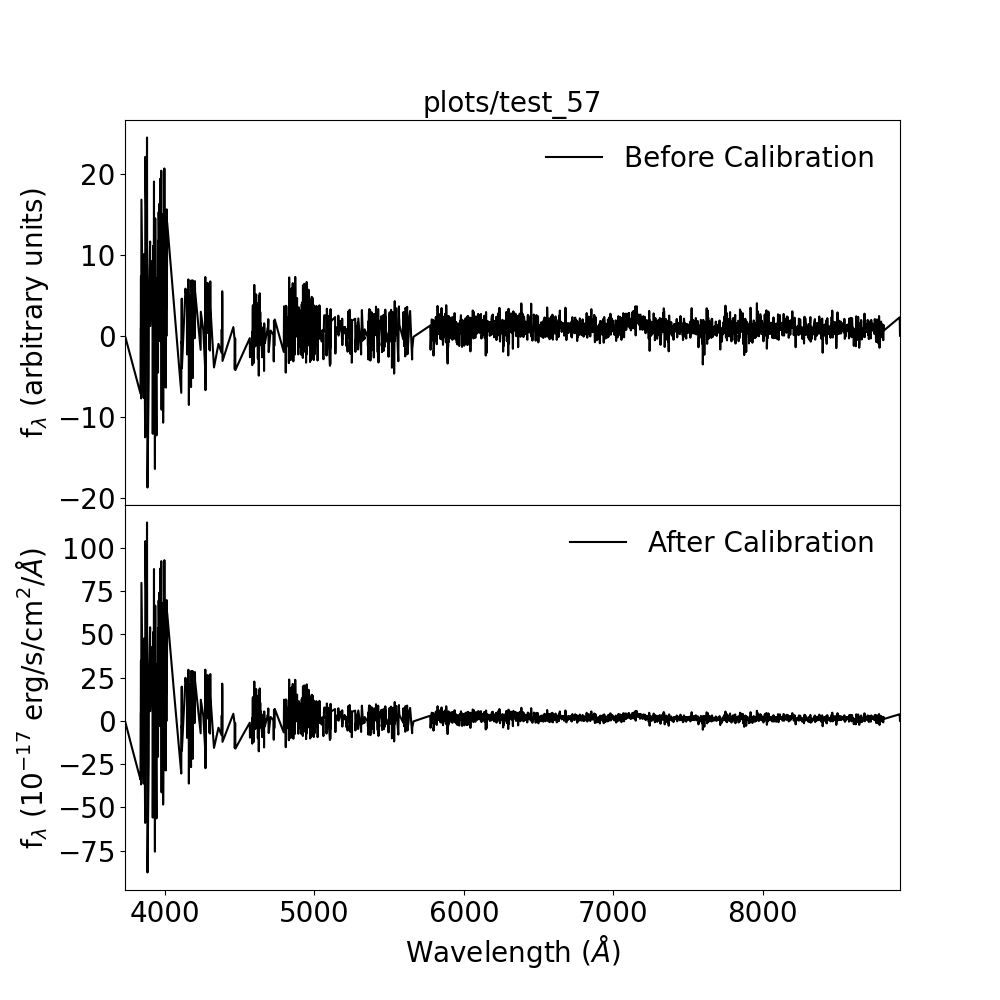 plots/test_57
Before Calibration
20
10
0
−10
−20
f_λ (arbitrary units)
After Calibration
100
75
50
25
0
−25
−50
−75
f_λ (10^−17 erg/s/cm^2/Å)
4000 5000 6000 7000 8000
Wavelength (Å)